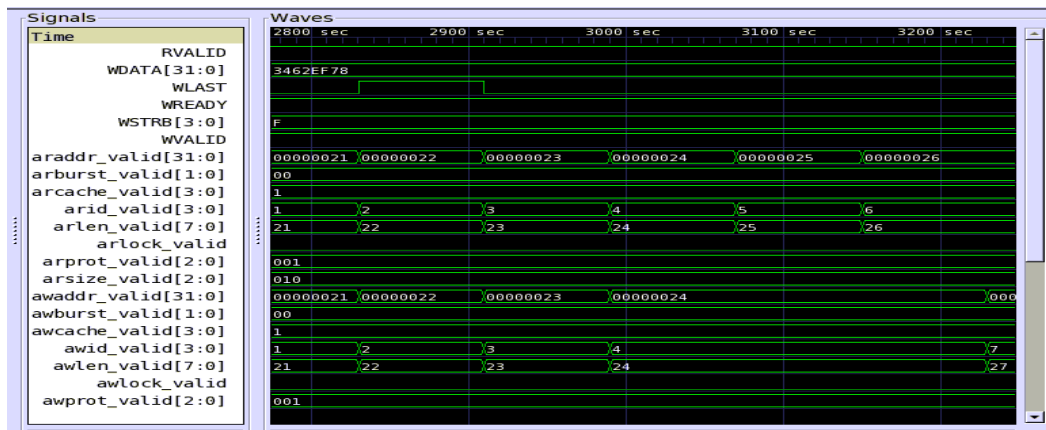 Signals Waves
Time 2800 sec 2900 sec 3000 sec 3100 sec 3200 sec
RVALID
WDATA[31:0] 3462EF78
WLAST
WREADY
WSTRB[3:0] F
WVALID
araddr_valid[31:0] 00000021 00000022 00000023 00000024 00000025 00000026
arburst_valid[1:0] 00
arcache_valid[3:0] 1
arid_valid[3:0] 1 2 3 4 5 6
arlen_valid[7:0] 21 22 23 24 25 26
arlock_valid
arprot_valid[2:0] 001
arsize_valid[2:0] 010
awaddr_valid[31:0] 00000021 00000022 00000023 00000024 000
awburst_valid[1:0] 00
awcache_valid[3:0] 1
awid_valid[3:0] 1 2 3 4 7
awlen_valid[7:0] 21 22 23 24 27
awlock_valid
awprot_valid[2:0] 001